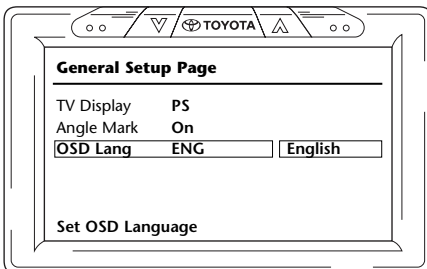 TOYOTA
General Setup Page
TV Display PS
Angle Mark On
OSD Lang ENG English
Set OSD Language